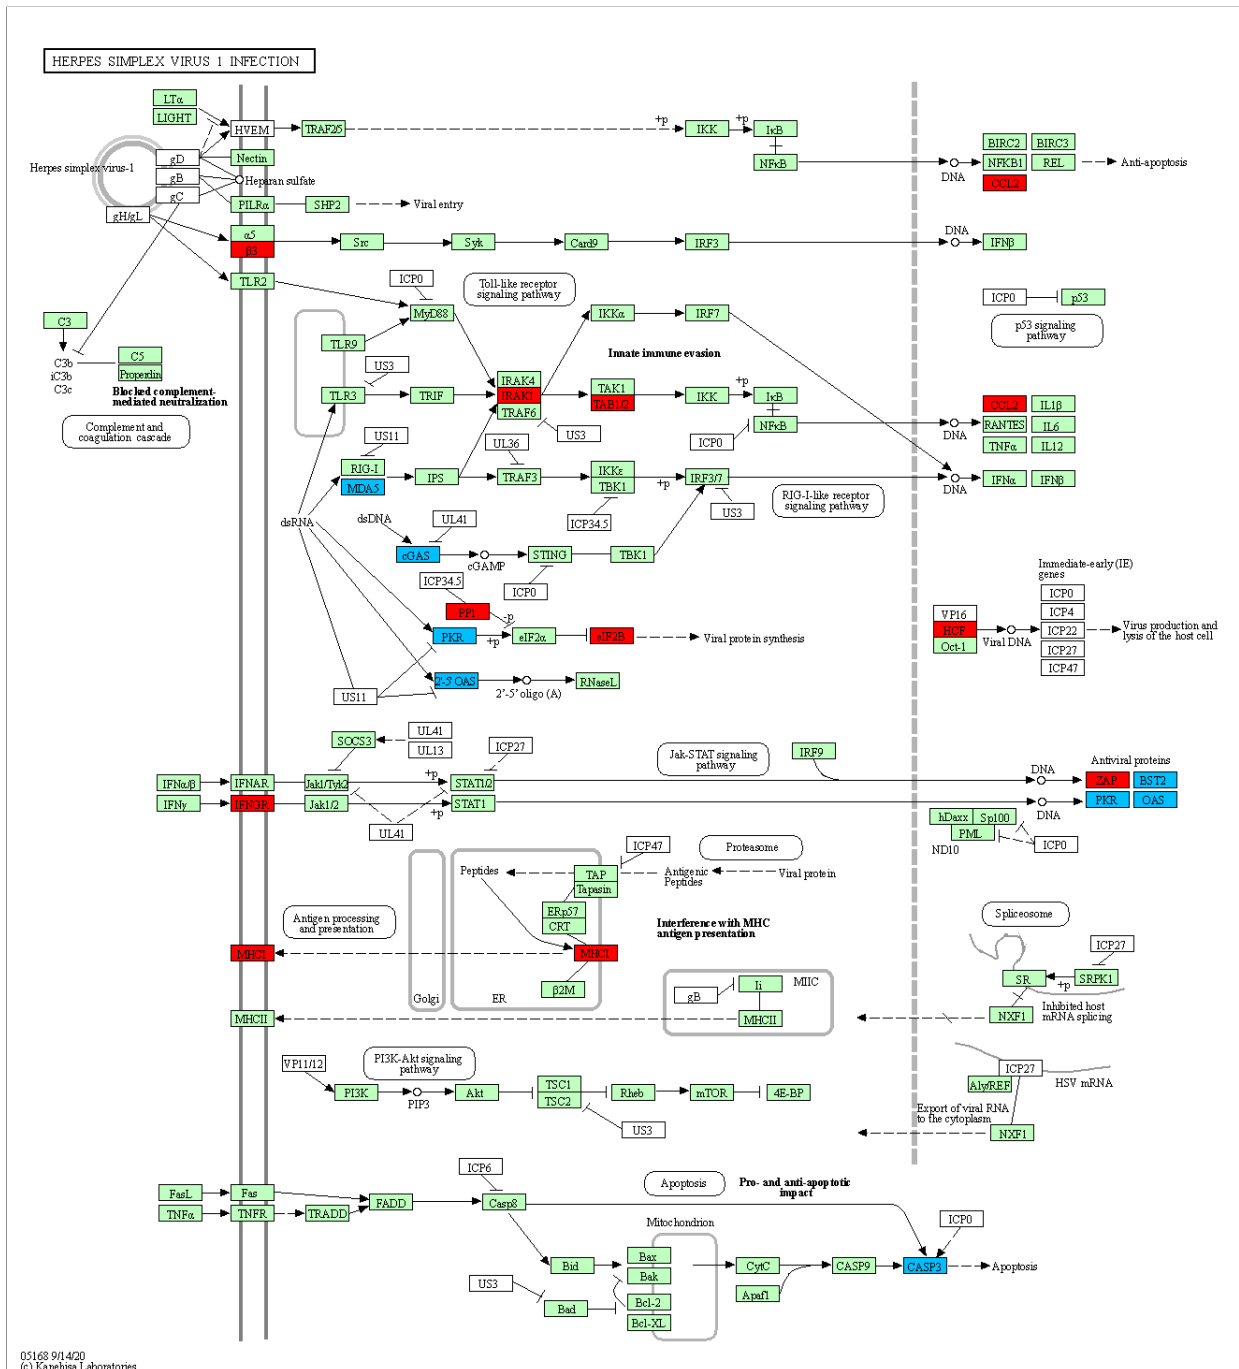 HERPES SIMPLEX VIRUS 1 INFECTION
LTα
LIGHT
HVEM
TRAF2/5
+p
IKK
+p
IκB
NFκB
DNA
BIRC2
BIRC3
NFKB1
REL
CCL2
Anti-apoptosis
Herpes simplex virus-1
gD
gB
gC
gH/gL
Nectin
Heparan sulfate
PILRα
SHP2
Viral entry
α5
β3
Src
Syk
Card9
IRF3
DNA
IFNβ
TLR2
ICP0
Toll-like receptor
signaling pathway
MyD88
IKKα
IRF7
ICP0
p53
p53 signaling
pathway
C3
C3b
iC3b
C3c
C5
Properdin
Blocked complement-
mediated neutralization
Complement and
coagulation cascade
TLR9
US3
TLR3
TRIF
IRAK4
IRAK1
TRAF6
US3
Innate immune evasion
TAK1
TAB1/2
IKK
+p
IκB
NFκB
ICP0
DNA
CCL2
IL1β
RANTES
IL6
TNFα
IL12
US11
RIG-I
MDA5
IPS
UL36
TRAF3
IKKε
TBK1
+p
IRF3/7
ICP34.5
US3
RIG-I-like receptor
signaling pathway
DNA
IFNα
IFNβ
dsRNA
dsDNA
UL41
cGAS
cGAMP
STING
TBK1
ICP0
ICP34.5
PP1
-p
PKR
+p
eIF2α
eIF2B
Viral protein synthesis
2'-5' OAS
2'-5' oligo (A)
RNaseL
US11
Immediate-early (IE)
genes
VP16
HCF
Oct-1
Viral DNA
ICP0
ICP4
ICP22
ICP27
ICP47
Virus production and
lysis of the host cell
SOCS3
UL41
UL13
ICP27
Jak-STAT signaling
pathway
IRF9
IFNα/β
IFNAR
Jak1/Tyk2
+p
STAT1/2
IFNγ
IFNGR
Jak1/2
+p
STAT1
UL41
DNA
DNA
Antiviral proteins
ZAP
BST2
PKR
OAS
hDaxx
Sp100
PML
ND10
ICP0
ICP47
Proteasome
Peptides
TAP
Tapasin
Antigenic
Peptides
Viral protein
ERp57
CRT
Antigen processing
and presentation
Interference with MHC
antigen presentation
MHCI
MHCI
β2M
Golgi
ER
gB
Ii
MIIC
MHCII
MHCII
Spliceosome
ICP27
SR
+p
SRPK1
NXF1
Inhibited host
mRNA splicing
VP11/12
PI3K-Akt signaling
pathway
PI3K
PIP3
Akt
TSC1
TSC2
Rheb
mTOR
4E-BP
US3
ICP27
Aly/REF
HSV mRNA
Export of viral RNA
to the cytoplasm
NXF1
FasL
Fas
TNFα
TNFR
TRADD
FADD
ICP6
Casp8
Apoptosis
Pro- and anti-apoptotic
impact
Mitochondrion
Bid
Bax
Bak
Bcl-2
Bcl-XL
US3
Bad
CytC
Apaf1
CASP9
CASP3
ICP0
Apoptosis
05168 9/14/20
(c) Kanehisa Laboratories